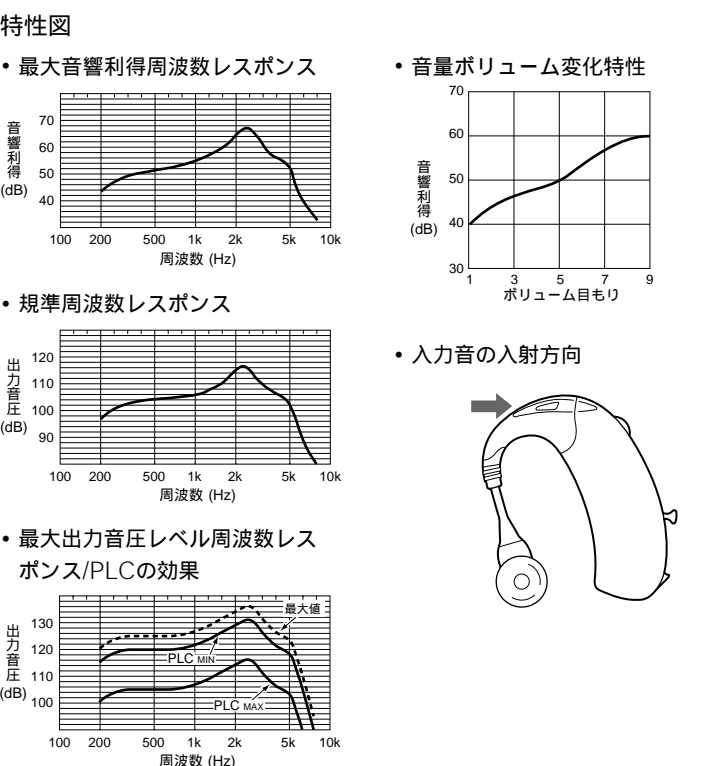 特性図
• 最大音響利得周波数レスポンス
音響利得
(dB)
70
60
50
40
100 200 500 1k 2k 5k 10k
周波数 (Hz)
• 規準周波数レスポンス
出力音圧
(dB)
120
110
100
90
100 200 500 1k 2k 5k 10k
周波数 (Hz)
• 最大出力音圧レベル周波数レス
ポンス/PLCの効果
出力音圧
(dB)
130
120
110
100
最大値
PLC MIN
PLC MAX
100 200 500 1k 2k 5k 10k
周波数 (Hz)
• 音量ボリューム変化特性
音響利得
(dB)
70
60
50
40
30
1 3 5 7 9
ボリューム目もり
• 入力音の入射方向